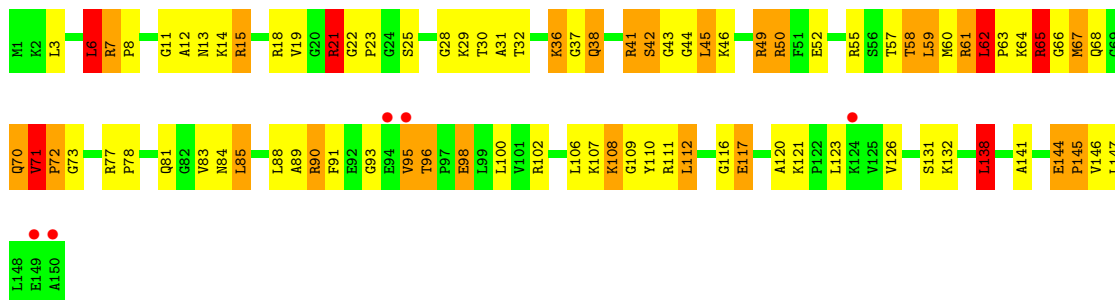 M1 K2 L3 L6 R7 P8 G11 A12 N13 K14 R15 R18 V19 G20 R21 G22 P23 G24 S25 G28 K29 T30 A31 T32 K36 G37 Q38 R41 S42 G43 G44 L45 K46 R49 R50 F51 E52 R55 S56 T57 T58 L59 M60 R61 L62 P63 K64 R65 G66 M67 Q68 G69
Q70 V71 P72 G73 R77 P78 Q81 G82 V83 N84 L85 L88 A89 R90 F91 E92 G93 E94 V95 T96 P97 E98 L99 L100 V101 R102 L106 K107 K108 G109 Y110 R111 L112 G116 E117 A120 K121 P122 L123 K124 V125 V126 S131 K132 L138 A141 E144 P145 V146 L147
L148 E149 A150